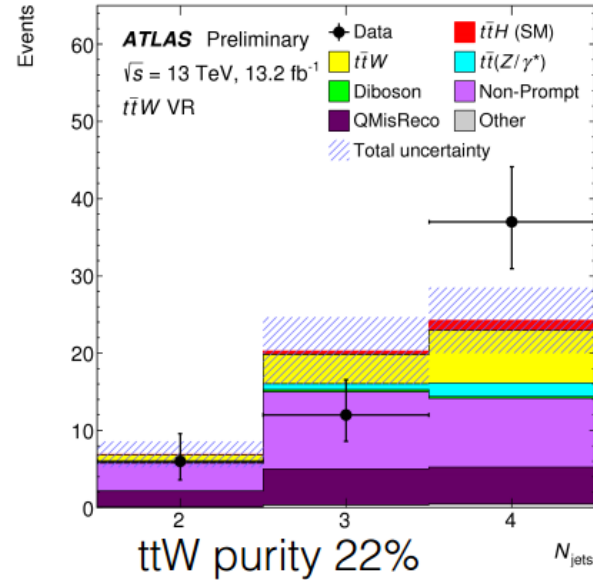 Events
60
50
40
30
20
10
0
ATLAS Preliminary
√s = 13 TeV, 13.2 fb⁻¹
tt̄W VR
Data
tt̄H (SM)
tt̄W
tt̄(Z/γ*)
Diboson
Non-Prompt
QMisReco
Other
Total uncertainty
2 3 4
ttW purity 22%
N_jets